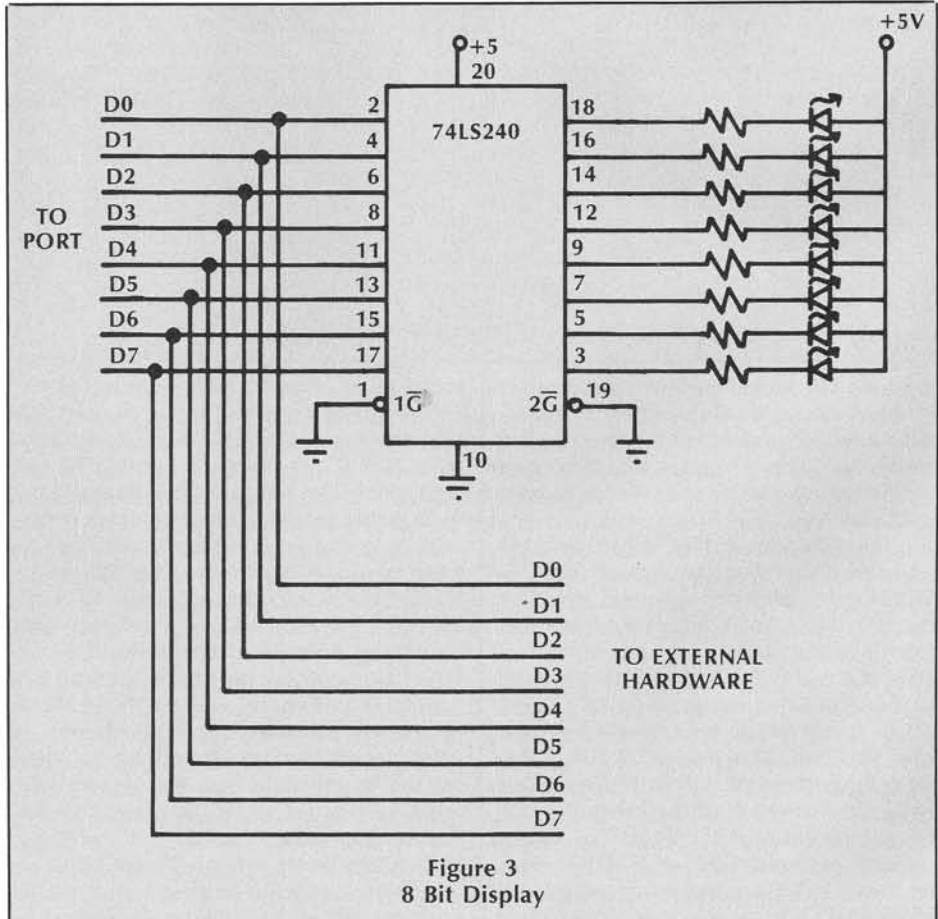 +5V
+5
20
D0 2 18
74LS240
D1 4 16
D2 6 14
TO
PORT
D3 8 12
D4 11 9
D5 13 7
D6 15 5
D7 17 3
1 1G̅ 2G̅ 19
10
D0
D1
D2
TO EXTERNAL
HARDWARE
D3
D4
D5
D6
D7
Figure 3
8 Bit Display